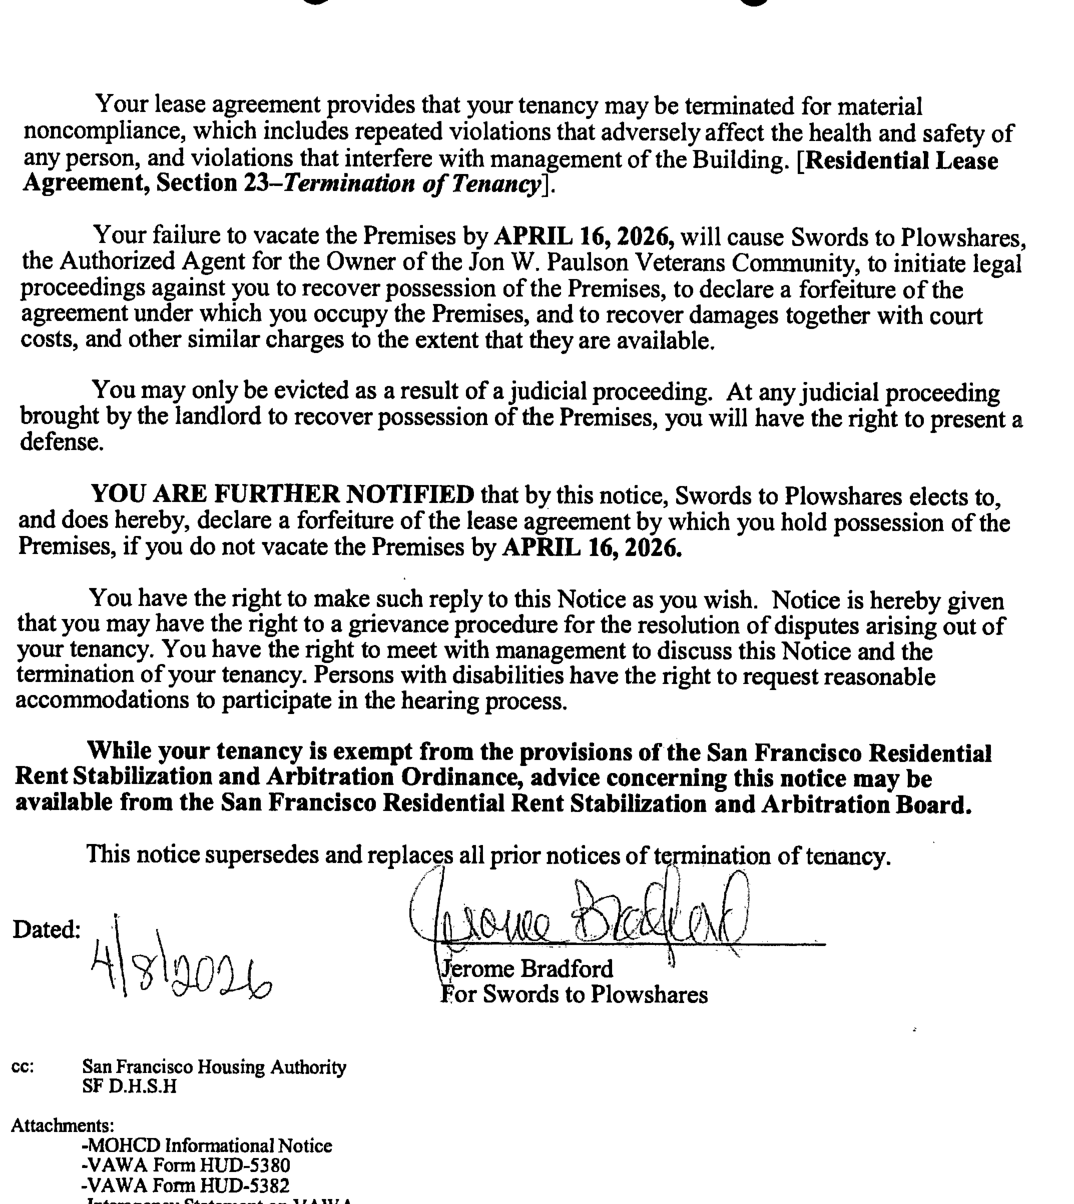 Your lease agreement provides that your tenancy may be terminated for material
noncompliance, which includes repeated violations that adversely affect the health and safety of
any person, and violations that interfere with management of the Building. [Residential Lease
Agreement, Section 23–Termination of Tenancy].
Your failure to vacate the Premises by APRIL 16, 2026, will cause Swords to Plowshares,
the Authorized Agent for the Owner of the Jon W. Paulson Veterans Community, to initiate legal
proceedings against you to recover possession of the Premises, to declare a forfeiture of the
agreement under which you occupy the Premises, and to recover damages together with court
costs, and other similar charges to the extent that they are available.
You may only be evicted as a result of a judicial proceeding. At any judicial proceeding
brought by the landlord to recover possession of the Premises, you will have the right to present a
defense.
YOU ARE FURTHER NOTIFIED that by this notice, Swords to Plowshares elects to,
and does hereby, declare a forfeiture of the lease agreement by which you hold possession of the
Premises, if you do not vacate the Premises by APRIL 16, 2026.
You have the right to make such reply to this Notice as you wish. Notice is hereby given
that you may have the right to a grievance procedure for the resolution of disputes arising out of
your tenancy. You have the right to meet with management to discuss this Notice and the
termination of your tenancy. Persons with disabilities have the right to request reasonable
accommodations to participate in the hearing process.
While your tenancy is exempt from the provisions of the San Francisco Residential
Rent Stabilization and Arbitration Ordinance, advice concerning this notice may be
available from the San Francisco Residential Rent Stabilization and Arbitration Board.
This notice supersedes and replaces all prior notices of termination of tenancy.
Jerome Bradford
Dated: 4/8/2026
Jerome Bradford
For Swords to Plowshares
cc: San Francisco Housing Authority
SF D.H.S.H
Attachments:
-MOHCD Informational Notice
-VAWA Form HUD-5380
-VAWA Form HUD-5382
-Interagency Statement on VAWA